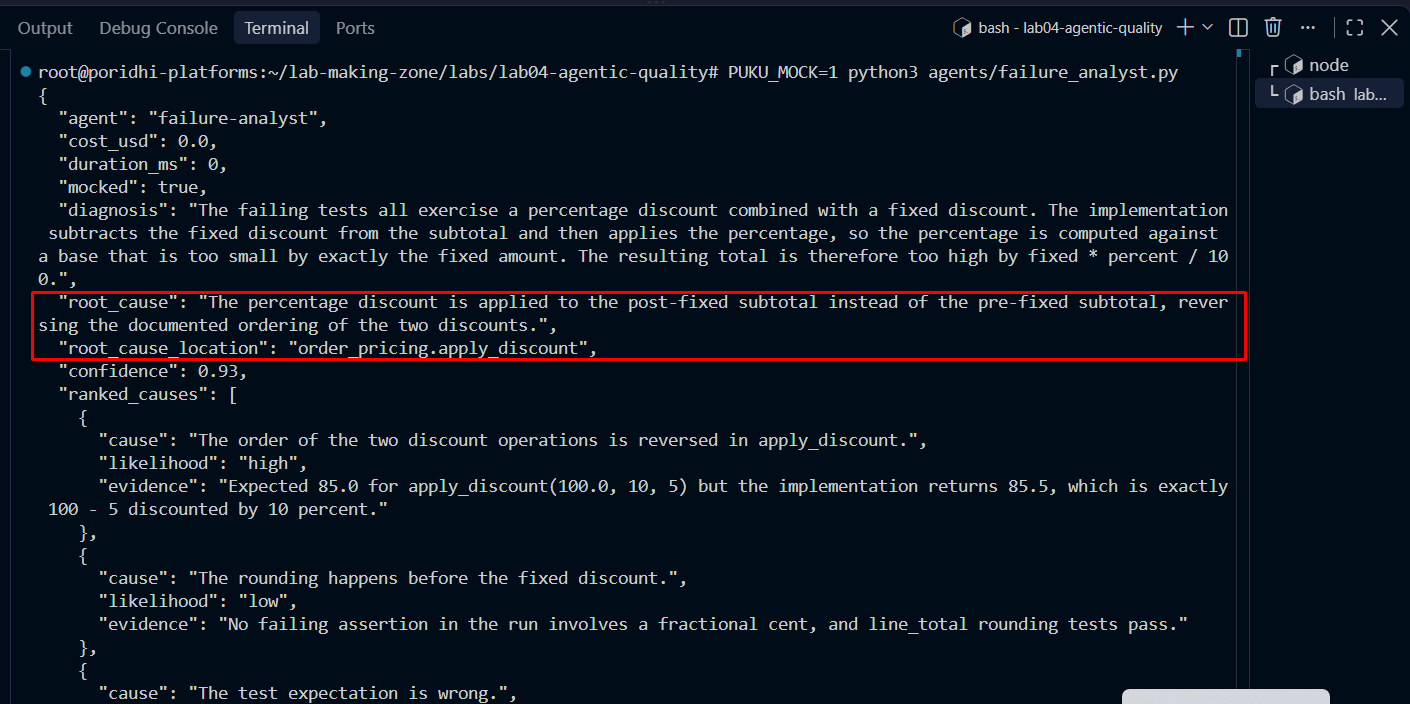 Output Debug Console Terminal Ports bash - lab04-agentic-quality
root@poridhi-platforms:~/lab-making-zone/labs/lab04-agentic-quality# PUKU_MOCK=1 python3 agents/failure_analyst.py
node
bash lab...
{
"agent": "failure-analyst",
"cost_usd": 0.0,
"duration_ms": 0,
"mocked": true,
"diagnosis": "The failing tests all exercise a percentage discount combined with a fixed discount. The implementation
subtracts the fixed discount from the subtotal and then applies the percentage, so the percentage is computed against
a base that is too small by exactly the fixed amount. The resulting total is therefore too high by fixed * percent / 10
0.",
"root_cause": "The percentage discount is applied to the post-fixed subtotal instead of the pre-fixed subtotal, rever
sing the documented ordering of the two discounts.",
"root_cause_location": "order_pricing.apply_discount",
"confidence": 0.93,
"ranked_causes": [
{
"cause": "The order of the two discount operations is reversed in apply_discount.",
"likelihood": "high",
"evidence": "Expected 85.0 for apply_discount(100.0, 10, 5) but the implementation returns 85.5, which is exactly
100 - 5 discounted by 10 percent."
},
{
"cause": "The rounding happens before the fixed discount.",
"likelihood": "low",
"evidence": "No failing assertion in the run involves a fractional cent, and line_total rounding tests pass."
},
{
"cause": "The test expectation is wrong.",